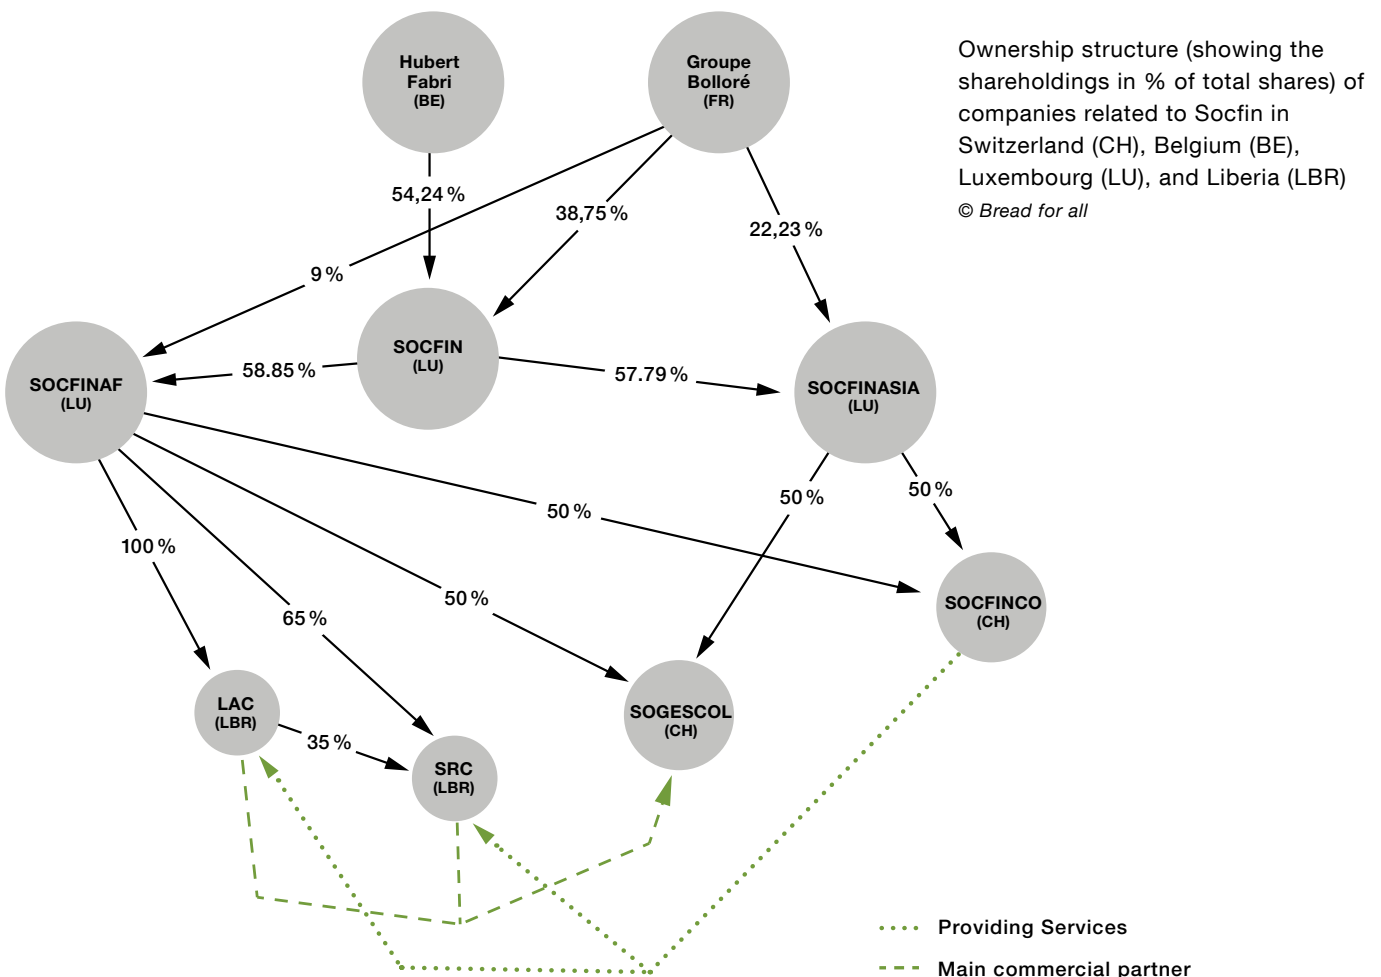 Hubert
Fabri
(BE)
Groupe
Bolloré
(FR)
Ownership structure (showing the
shareholdings in % of total shares) of
companies related to Socfin in
Switzerland (CH), Belgium (BE),
Luxembourg (LU), and Liberia (LBR)
© Bread for all
54,24 %
38,75 %
22,23 %
9 %
SOCFINAF
(LU)
58.85 %
SOCFIN
(LU)
57.79 %
SOCFINASIA
(LU)
50 %
50 %
50 %
100 %
50 %
65 %
SOCFINCO
(CH)
LAC
(LBR)
35 %
SRC
(LBR)
SOGESCOL
(CH)
Providing Services
Main commercial partner